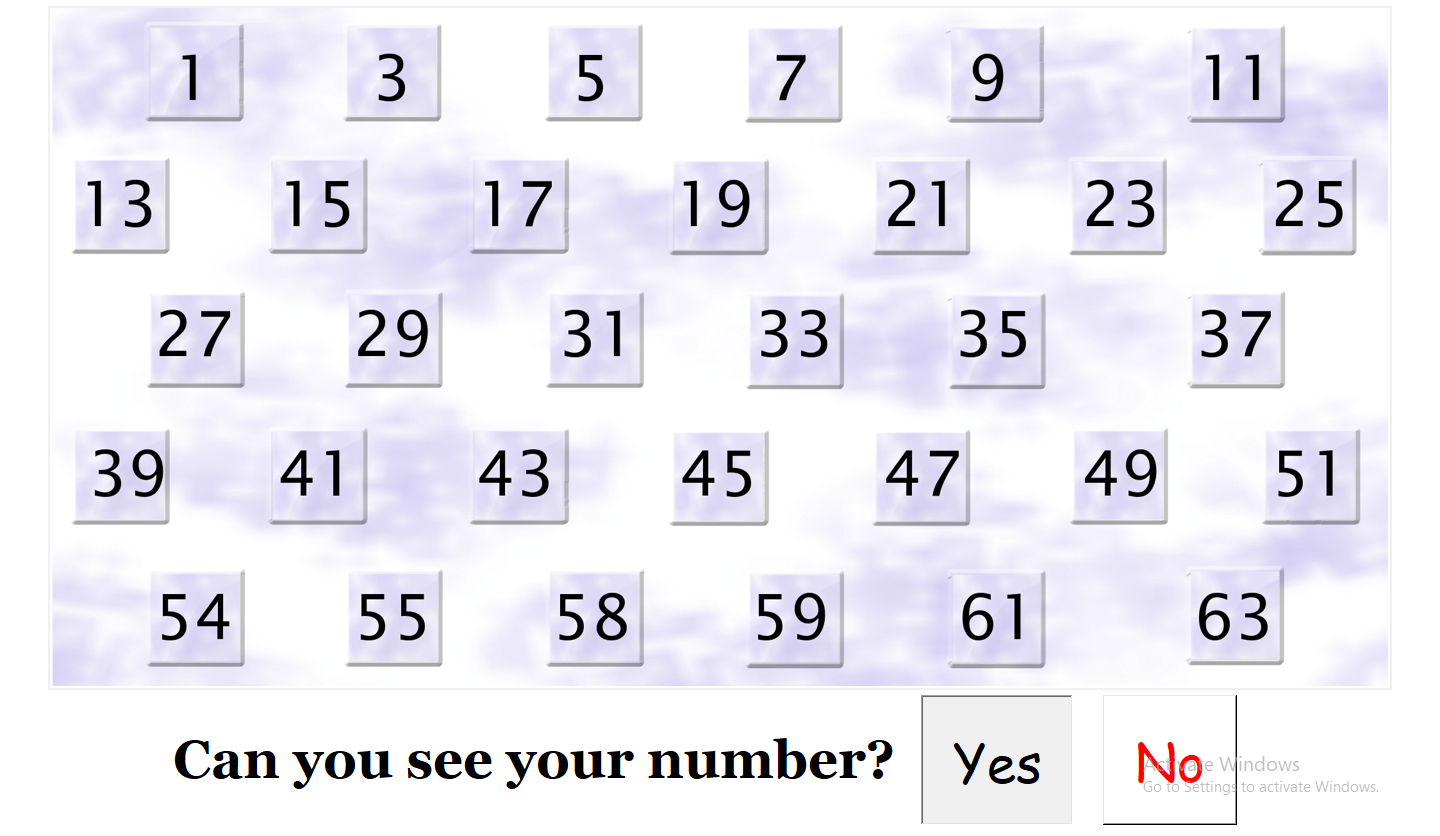 1 3 5 7 9 11
13 15 17 19 21 23 25
27 29 31 33 35 37
39 41 43 45 47 49 51
54 55 58 59 61 63
Can you see your number? Yes No
Activate Windows
Go to Settings to activate Windows.